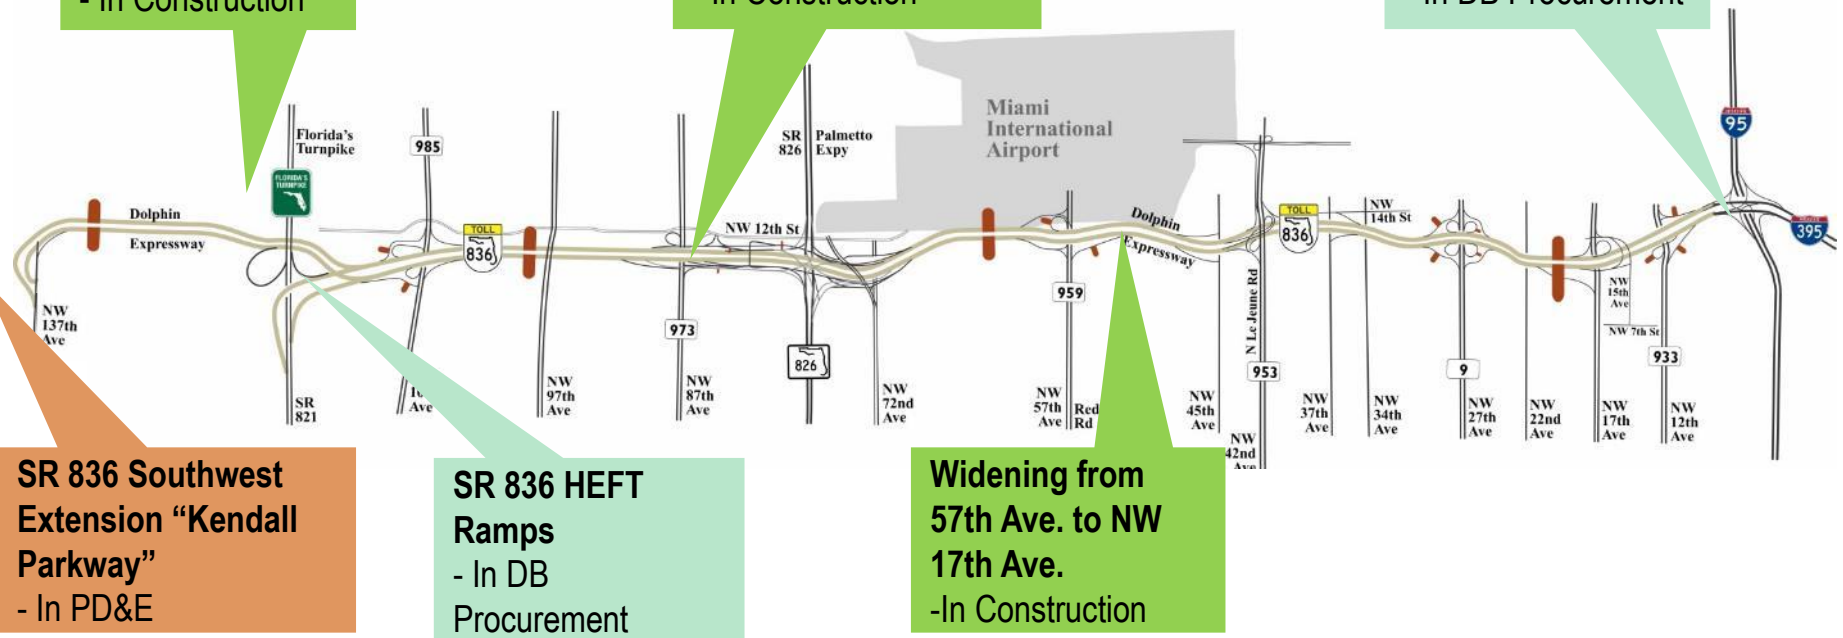 - In Construction
In Construction
In DB Procurement
Florida's
Turnpike
985
SR
826
Palmetto
Expy
Miami
International
Airport
95
FLORIDA'S
TURNPIKE
Dolphin
Expressway
TOLL
836
NW 12th St
Dolphin
Expressway
TOLL
836
NW
14th St
395
NW
137th
Ave
SR
821
Ave
NW
97th
Ave
973
NW
87th
Ave
826
NW
72nd
Ave
959
NW
57th
Ave
Red
Rd
NW
45th
Ave
N Le Jeune Rd
953
NW
42nd
Ave
NW
37th
Ave
NW
34th
Ave
9
NW
27th
Ave
NW
22nd
Ave
NW
15th
Ave
NW 7th St
NW
17th
Ave
933
NW
12th
Ave
SR 836 Southwest
Extension “Kendall
Parkway”
- In PD&E
SR 836 HEFT
Ramps
- In DB
Procurement
Widening from
57th Ave. to NW
17th Ave.
-In Construction